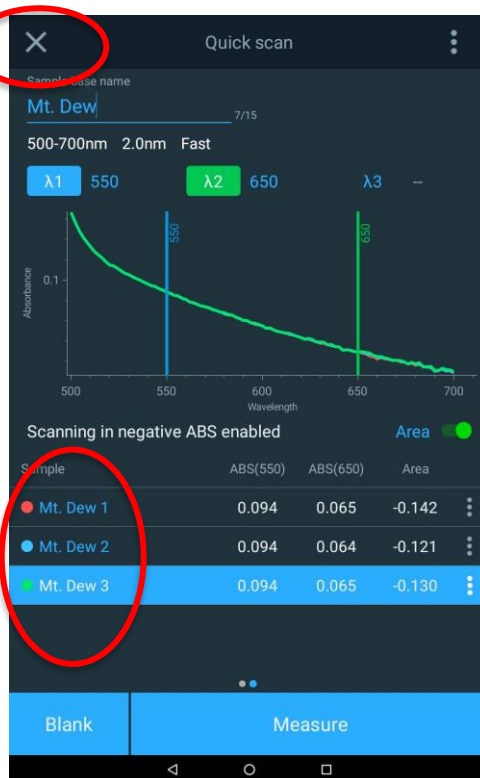 Quick scan
Sample base name
Mt. Dew
7/15
500-700nm 2.0nm Fast
λ1 550 λ2 650 λ3 --
550
650
0.1
Absorbance
500 550 600 650 700
Wavelength
Scanning in negative ABS enabled Area
Sample ABS(550) ABS(650) Area
Mt. Dew 1 0.094 0.065 -0.142
Mt. Dew 2 0.094 0.064 -0.121
Mt. Dew 3 0.094 0.065 -0.130
Blank Measure